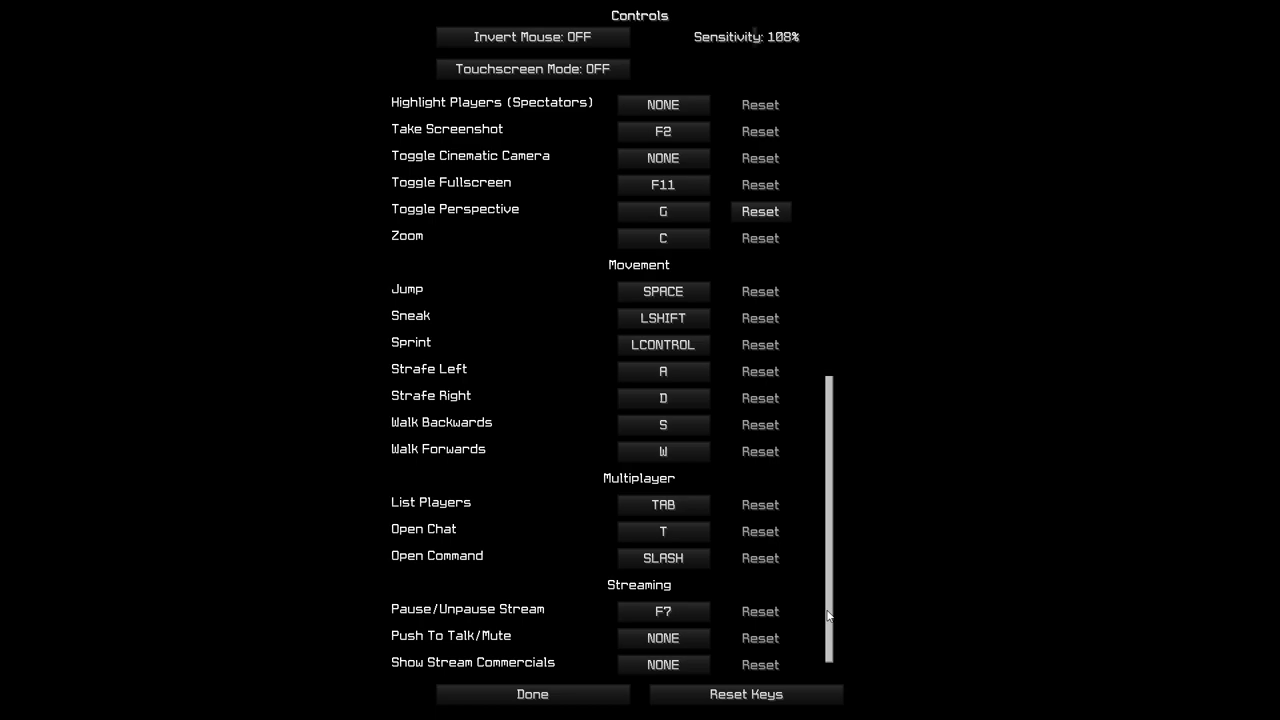 Controls
Invert Mouse: OFF Sensitivity: 108%
Touchscreen Mode: OFF
Highlight Players (Spectators) NONE Reset
Take Screenshot F2 Reset
Toggle Cinematic Camera NONE Reset
Toggle Fullscreen F11 Reset
Toggle Perspective G Reset
Zoom C Reset
Movement
Jump SPACE Reset
Sneak LSHIFT Reset
Sprint LCONTROL Reset
Strafe Left A Reset
Strafe Right D Reset
Walk Backwards S Reset
Walk Forwards W Reset
Multiplayer
List Players TAB Reset
Open Chat T Reset
Open Command SLASH Reset
Streaming
Pause/Unpause Stream F7 Reset
Push To Talk/Mute NONE Reset
Show Stream Commercials NONE Reset
Done Reset Keys